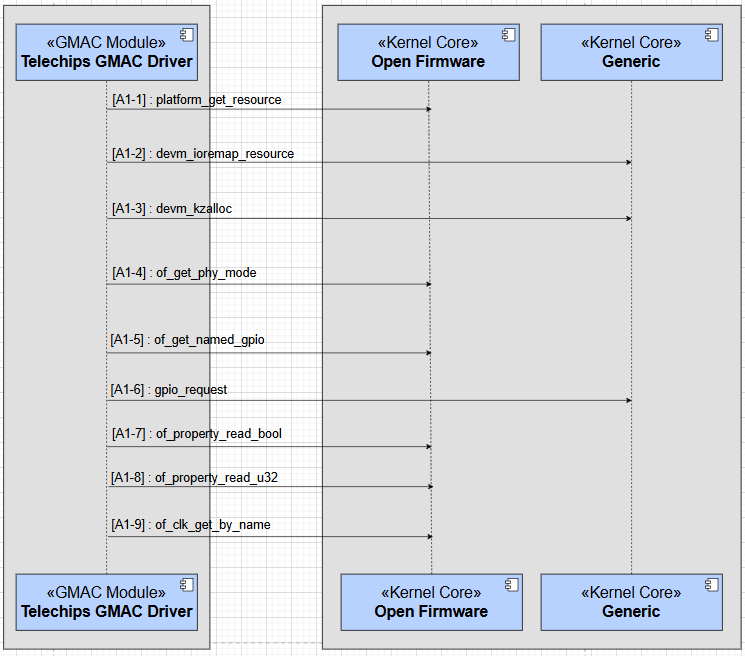 «GMAC Module»
Telechips GMAC Driver
«Kernel Core»
Open Firmware
«Kernel Core»
Generic
[A1-1] : platform_get_resource
[A1-2] : devm_ioremap_resource
[A1-3] : devm_kzalloc
[A1-4] : of_get_phy_mode
[A1-5] : of_get_named_gpio
[A1-6] : gpio_request
[A1-7] : of_property_read_bool
[A1-8] : of_property_read_u32
[A1-9] : of_clk_get_by_name
«GMAC Module»
Telechips GMAC Driver
«Kernel Core»
Open Firmware
«Kernel Core»
Generic